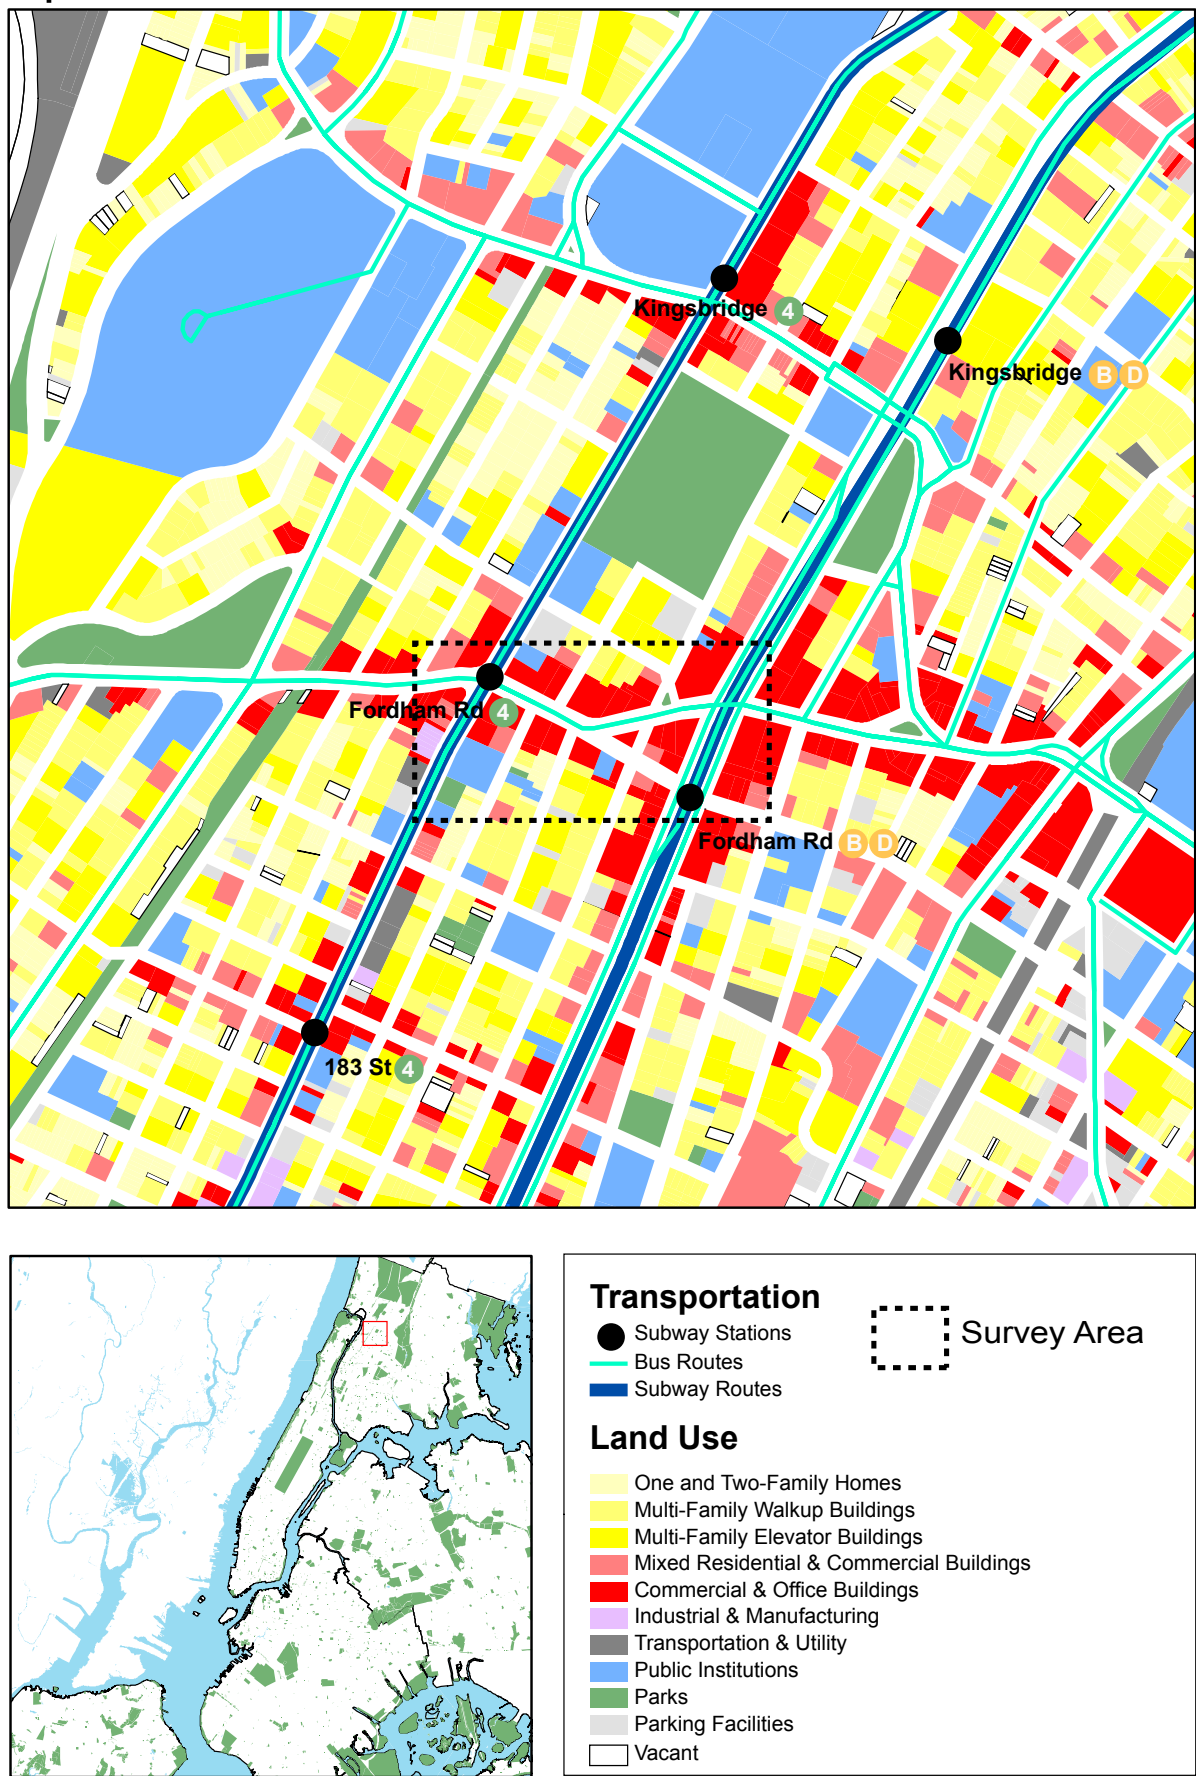 Kingsbridge 4
Kingsbridge B D
Fordham Rd 4
Fordham Rd B D
183 St 4
Transportation
Subway Stations
Bus Routes
Subway Routes
Survey Area
Land Use
One and Two-Family Homes
Multi-Family Walkup Buildings
Multi-Family Elevator Buildings
Mixed Residential & Commercial Buildings
Commercial & Office Buildings
Industrial & Manufacturing
Transportation & Utility
Public Institutions
Parks
Parking Facilities
Vacant